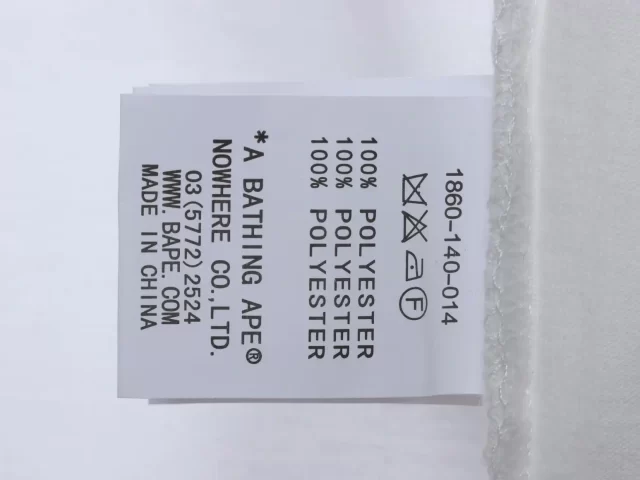 1860-140-014
F
100% POLYESTER
100% POLYESTER
100% POLYESTER
*A BATHING APE®
NOWHERE CO.,LTD.
03(5772)2524
WWW.BAPE.COM
MADE IN CHINA